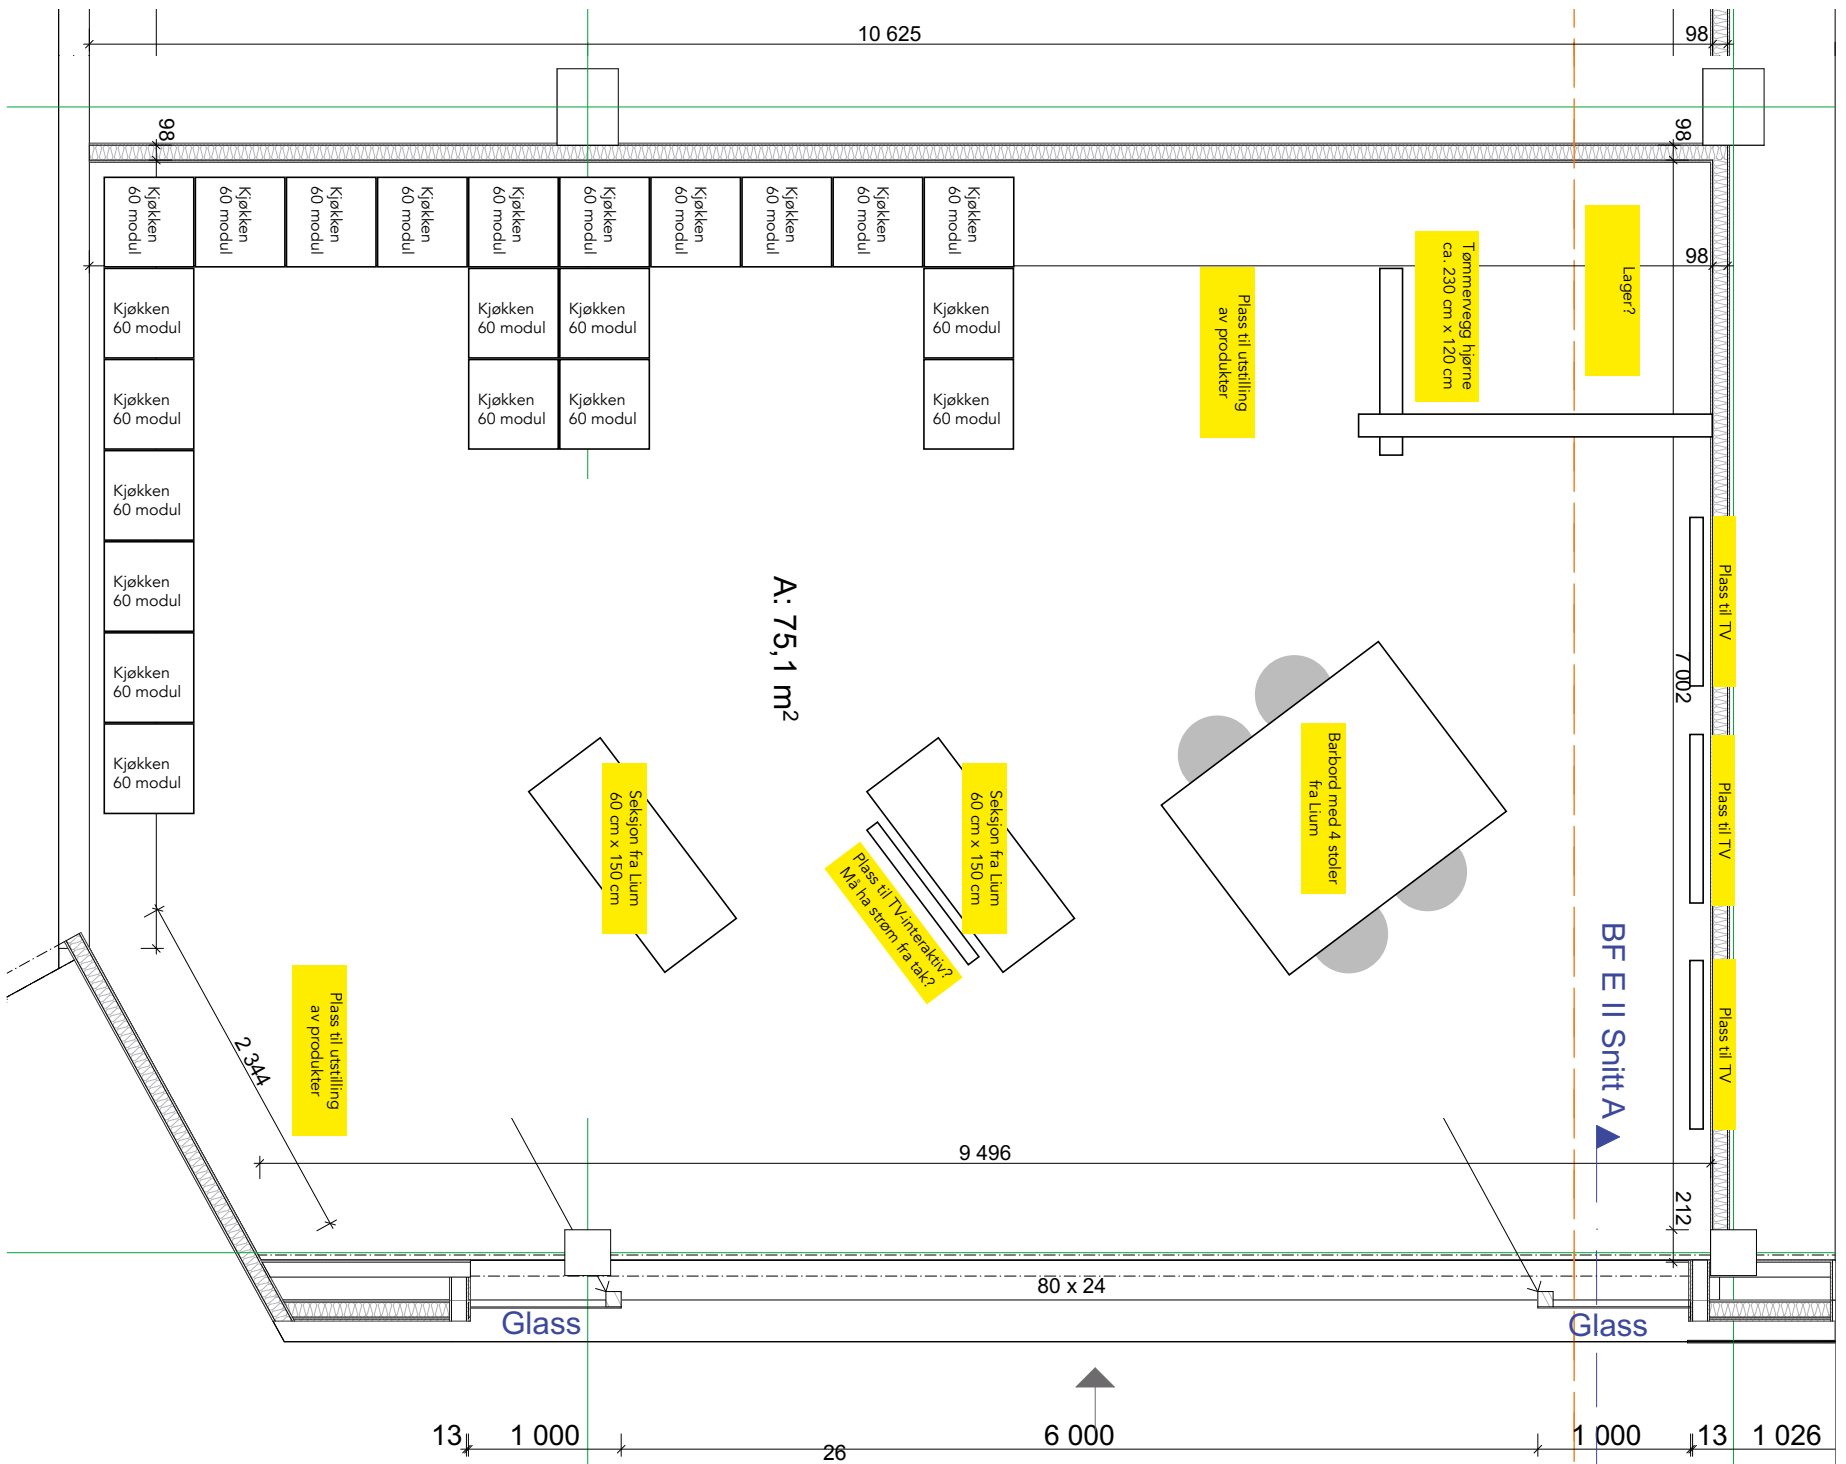 10 625
98
98
98
Kjøkken
60 modul
Kjøkken
60 modul
Kjøkken
60 modul
Kjøkken
60 modul
Kjøkken
60 modul
Kjøkken
60 modul
Kjøkken
60 modul
Kjøkken
60 modul
Kjøkken
60 modul
Kjøkken
60 modul
98
Lager?
Tømmervegg hjørne
ca. 230 cm x 120 cm
Plass til utstilling
av produkter
Kjøkken
60 modul
Kjøkken
60 modul
Kjøkken
60 modul
Kjøkken
60 modul
Kjøkken
60 modul
Kjøkken
60 modul
Kjøkken
60 modul
Kjøkken
60 modul
Kjøkken
60 modul
Kjøkken
60 modul
Kjøkken
60 modul
Kjøkken
60 modul
A: 75,1 m²
Plass til TV
7 002
Plass til TV
Plass til TV
Barbord med 4 stoler
fra Lium
Seksjon fra Lium
60 cm x 150 cm
Seksjon fra Lium
60 cm x 150 cm
Plass til TV-interaktiv?
Må ha strøm fra tak?
BF E II Snitt A
Plass til utstilling
av produkter
2 344
9 496
212
80 x 24
Glass
Glass
13
1 000
26
6 000
1 000
13
1 026